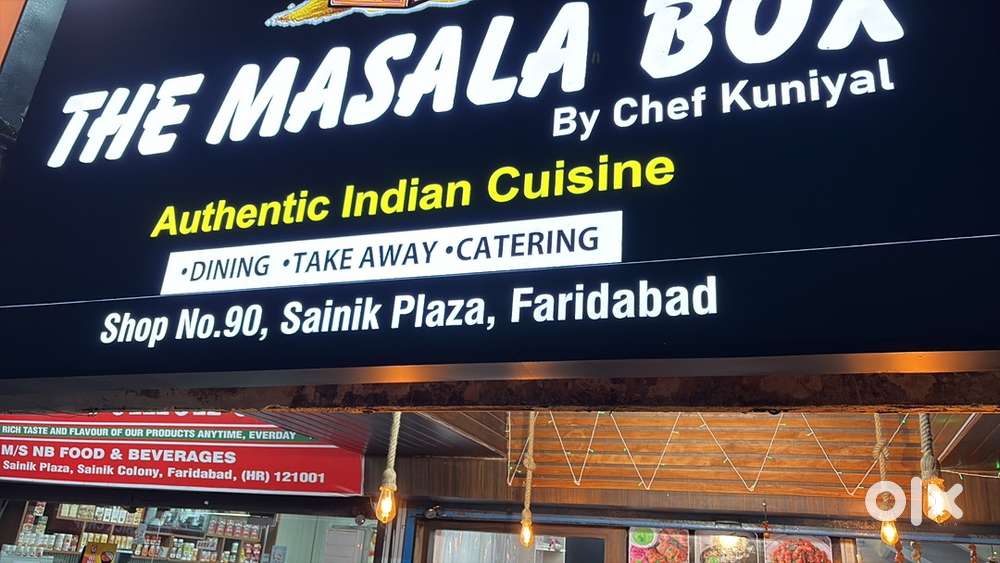 THE MASALA BOX
By Chef Kuniyal
Authentic Indian Cuisine
•DINING •TAKE AWAY •CATERING
Shop No.90, Sainik Plaza, Faridabad
RICH TASTE AND FLAVOUR OF OUR PRODUCTS ANYTIME, EVERDAY
M/S NB FOOD & BEVERAGES
Sainik Plaza, Sainik Colony, Faridabad, (HR) 121001
olx